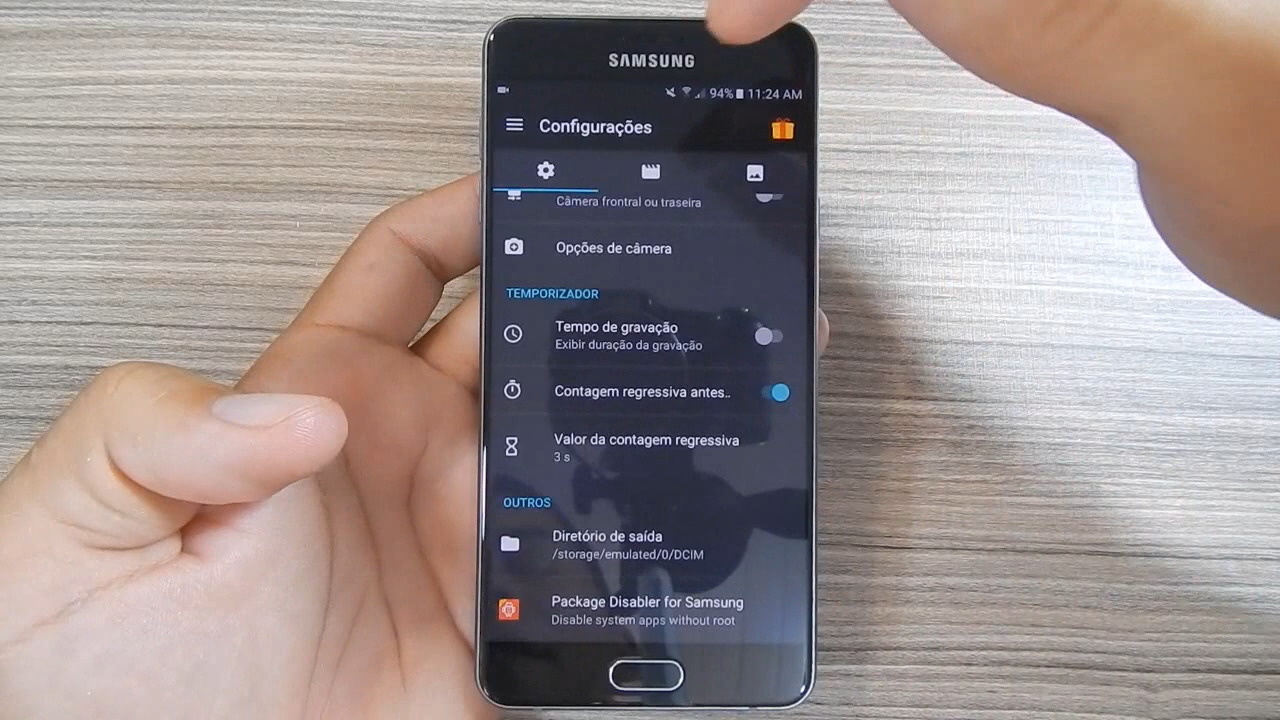 SAMSUNG
94% 11:24 AM
Configurações
Câmera frontral ou traseira
Opções de câmera
TEMPORIZADOR
Tempo de gravação
Exibir duração da gravação
Contagem regressiva antes..
Valor da contagem regressiva
3 s
OUTROS
Diretório de saída
/storage/emulated/0/DCIM
Package Disabler for Samsung
Disable system apps without root